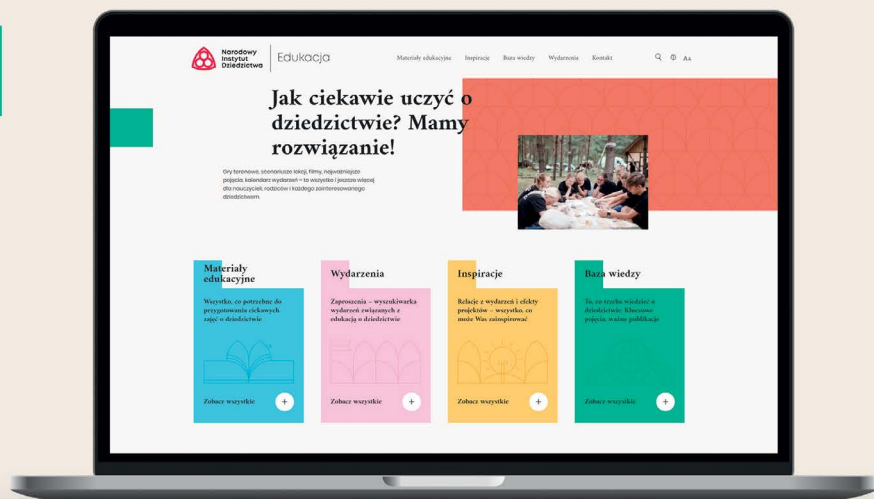 Narodowy
Instytut
Dziedzictwa
Edukacja
Materiały edukacyjne Inspiracje Baza wiedzy Wydarzenia Kontakt
Aa
Jak ciekawie uczyć o
dziedzictwie? Mamy
rozwiązanie!
Gry terenowe, scenariusze lekcji, filmy, najważniejsze
pojęcia, kalendarz wydarzeń – to wszystko i jeszcze więcej
dla nauczycieli, rodziców i każdego zainteresowanego
dziedzictwem.
Materiały
edukacyjne
Wszystko, co potrzebne do
przygotowania ciekawych
zajęć o dziedzictwie
Zobacz wszystkie +
Wydarzenia
Zaproszenia – wyszukiwarka
wydarzeń związanych z
edukacją o dziedzictwie
Zobacz wszystkie +
Inspiracje
Relacje z wydarzeń i efekty
projektów – wszystko, co
może Was zainspirować
Zobacz wszystkie +
Baza wiedzy
To, co trzeba wiedzieć o
dziedzictwie. Kluczowe
pojęcia, ważne publikacje
Zobacz wszystkie +